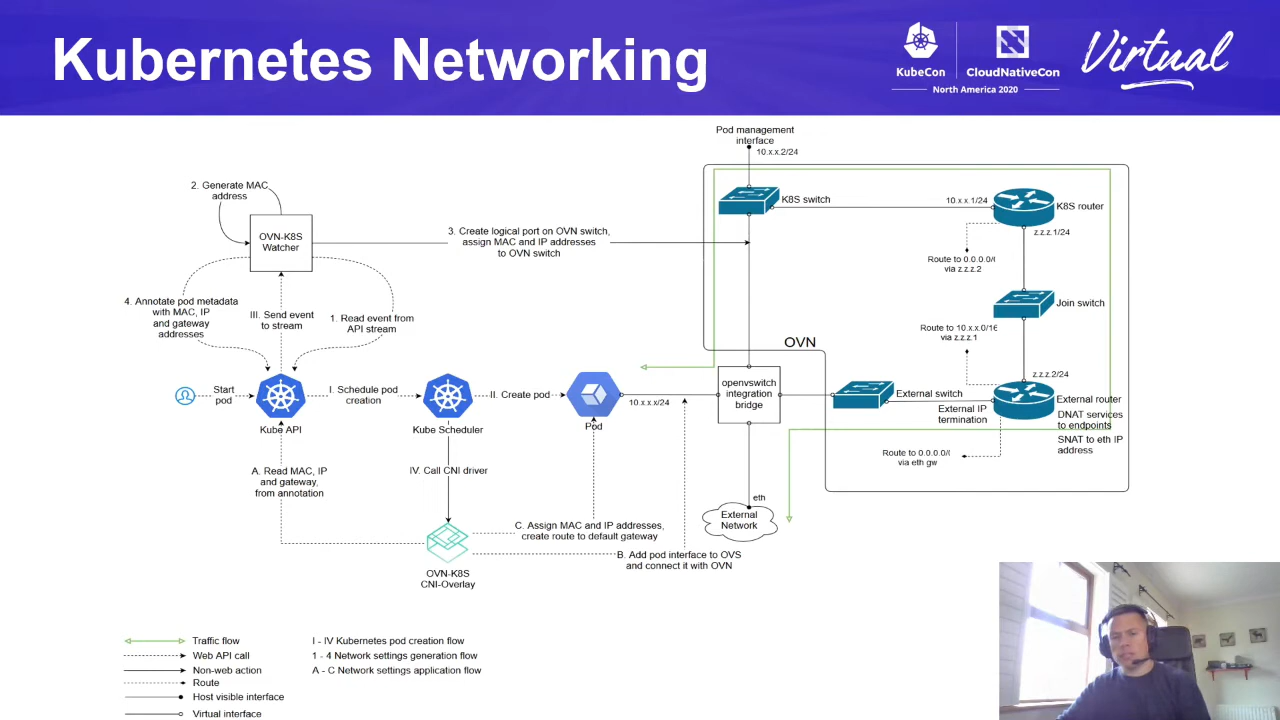 Kubernetes Networking
KubeCon
CloudNativeCon
North America 2020
Virtual
Pod management
interface
10.x.x.2/24
2. Generate MAC
address
OVN-K8S
Watcher
3. Create logical port on OVN switch,
assign MAC and IP addresses
to OVN switch
K8S switch
10.x.x.1/24
K8S router
z.z.z.1/24
Route to 0.0.0.0/(
via z.z.z.2
4. Annotate pod metadata
with MAC, IP
and gateway
addresses
III. Send event
to stream
1. Read event from
API stream
Join switch
Route to 10.x.x.0/16
via z.z.z.1
OVN
z.z.z.2/24
Start
pod
Kube API
I. Schedule pod
creation
Kube Scheduler
II. Create pod
Pod
10.x.x.x/24
openvswitch
integration
bridge
External switch
External IP
termination
External router
DNAT services
to endpoints
SNAT to eth IP
address
Route to 0.0.0.0/(
via eth gw
A. Read MAC, IP
and gateway,
from annotation
IV. Call CNI driver
eth
External
Network
C. Assign MAC and IP addresses,
create route to default gateway
B. Add pod interface to OVS
and connect it with OVN
OVN-K8S
CNI-Overlay
Traffic flow
Web API call
Non-web action
Route
Host visible interface
Virtual interface
I - IV Kubernetes pod creation flow
1 - 4 Network settings generation flow
A - C Network settings application flow